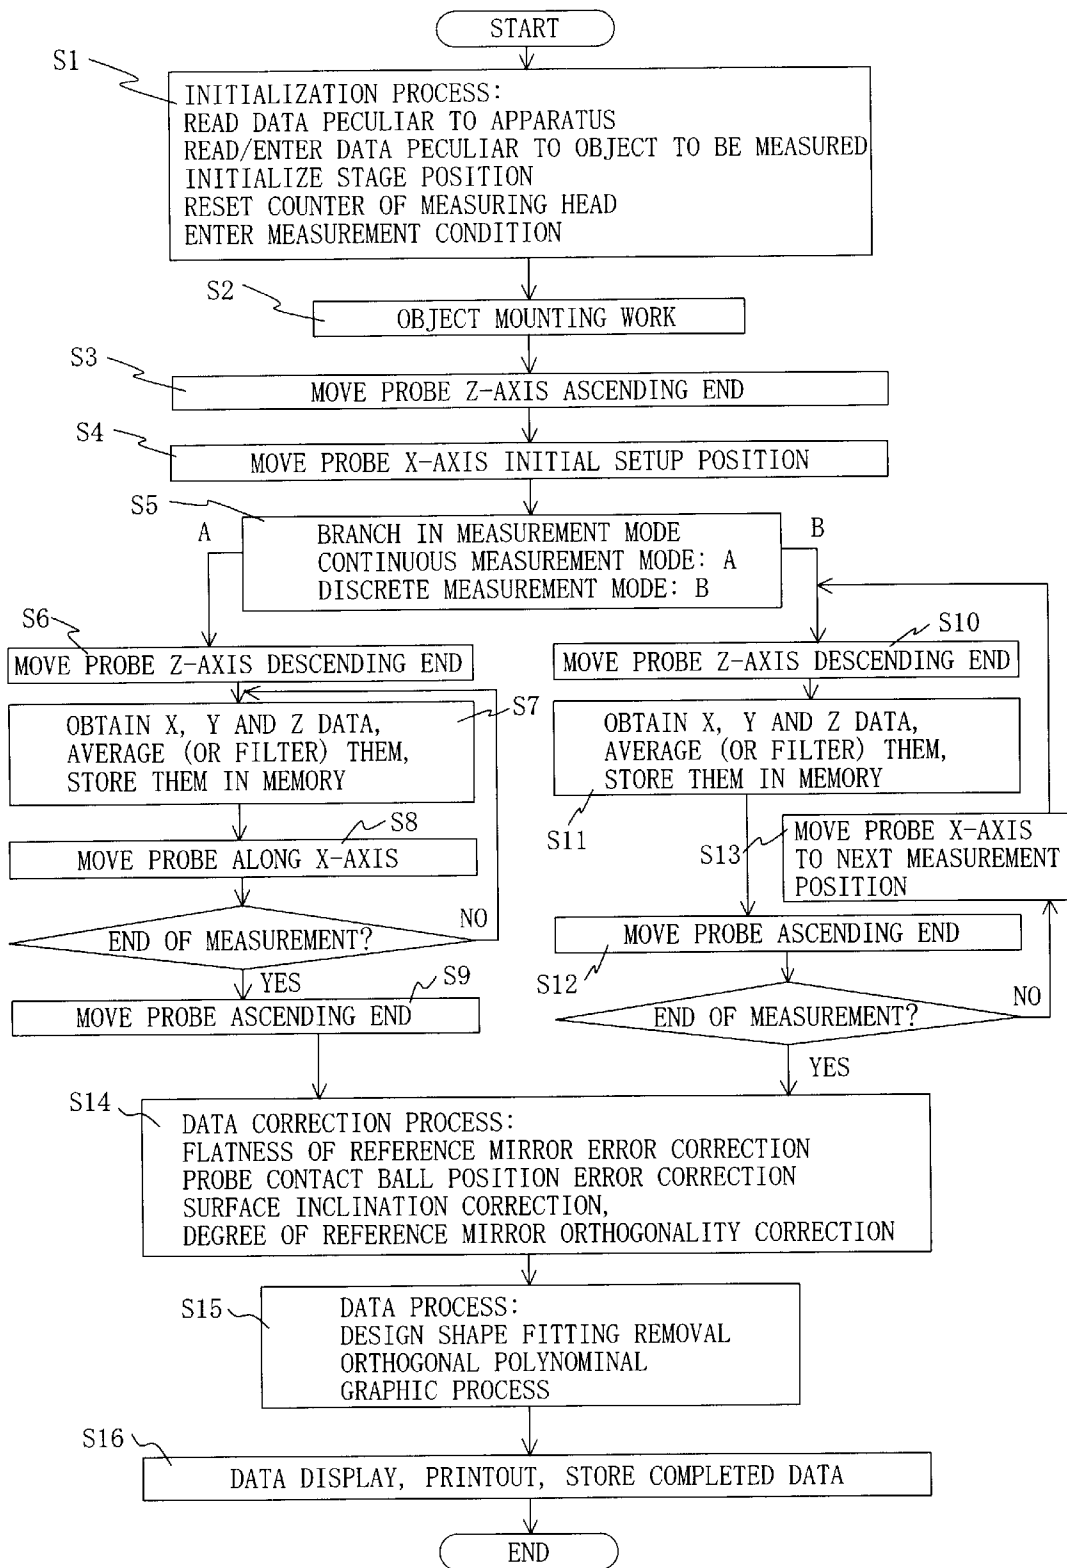 START
S1
INITIALIZATION PROCESS:
READ DATA PECULIAR TO APPARATUS
READ/ENTER DATA PECULIAR TO OBJECT TO BE MEASURED
INITIALIZE STAGE POSITION
RESET COUNTER OF MEASURING HEAD
ENTER MEASUREMENT CONDITION
S2
OBJECT MOUNTING WORK
S3
MOVE PROBE Z-AXIS ASCENDING END
S4
MOVE PROBE X-AXIS INITIAL SETUP POSITION
S5
A
BRANCH IN MEASUREMENT MODE
CONTINUOUS MEASUREMENT MODE: A
DISCRETE MEASUREMENT MODE: B
B
S6
MOVE PROBE Z-AXIS DESCENDING END
S7
OBTAIN X, Y AND Z DATA,
AVERAGE (OR FILTER) THEM,
STORE THEM IN MEMORY
S8
MOVE PROBE ALONG X-AXIS
END OF MEASUREMENT?
NO
YES
S9
MOVE PROBE ASCENDING END
S10
MOVE PROBE Z-AXIS DESCENDING END
OBTAIN X, Y AND Z DATA,
AVERAGE (OR FILTER) THEM,
STORE THEM IN MEMORY
S11
S13
MOVE PROBE X-AXIS
TO NEXT MEASUREMENT
POSITION
MOVE PROBE ASCENDING END
S12
END OF MEASUREMENT?
NO
YES
S14
DATA CORRECTION PROCESS:
FLATNESS OF REFERENCE MIRROR ERROR CORRECTION
PROBE CONTACT BALL POSITION ERROR CORRECTION
SURFACE INCLINATION CORRECTION,
DEGREE OF REFERENCE MIRROR ORTHOGONALITY CORRECTION
S15
DATA PROCESS:
DESIGN SHAPE FITTING REMOVAL
ORTHOGONAL POLYNOMINAL
GRAPHIC PROCESS
S16
DATA DISPLAY, PRINTOUT, STORE COMPLETED DATA
END